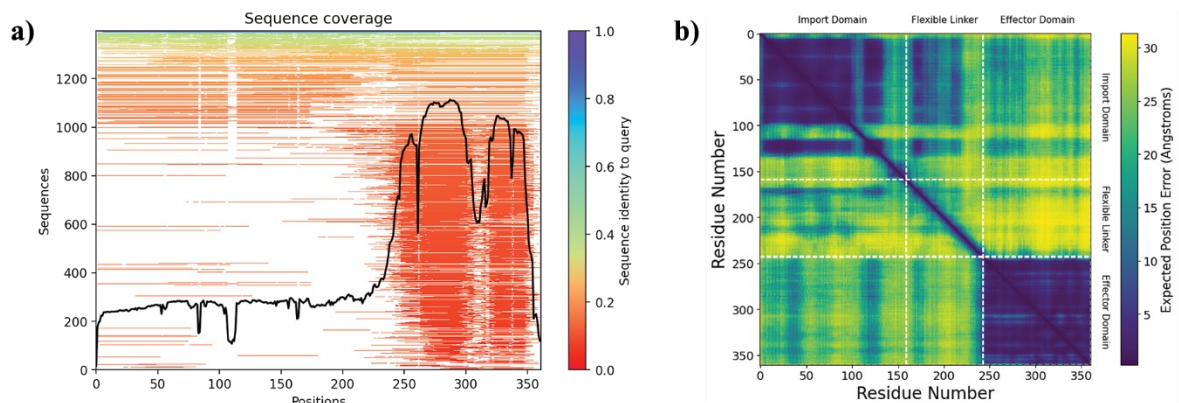 a)
Sequence coverage
Sequences
1200
1000
800
600
400
200
0
0 50 100 150 200 250 300 350
Positions
1.0
0.8
0.6
0.4
0.2
0.0
Sequence identity to query
b)
Import Domain Flexible Linker Effector Domain
Residue Number
0
50
100
150
200
250
300
350
0 50 100 150 200 250 300 350
Residue Number
Import Domain
Flexible Linker
Effector Domain
30
25
20
15
10
5
Expected Position Error (Angstroms)